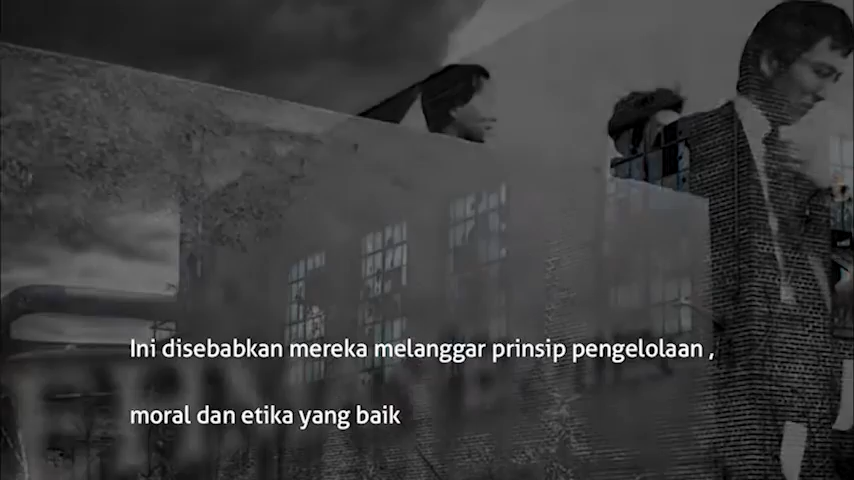 Ini disebabkan mereka melanggar prinsip pengelolaan ,
moral dan etika yang baik